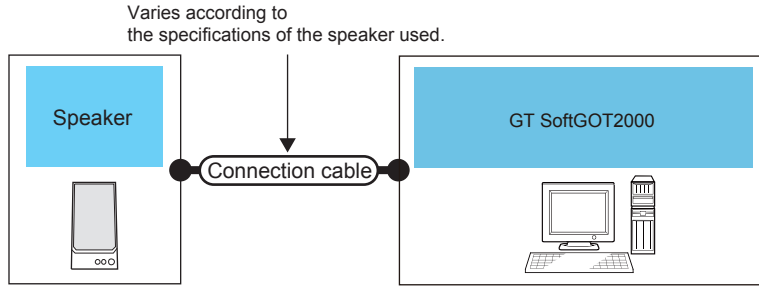 Varies according to
the specifications of the speaker used.
Speaker
Connection cable
GT SoftGOT2000